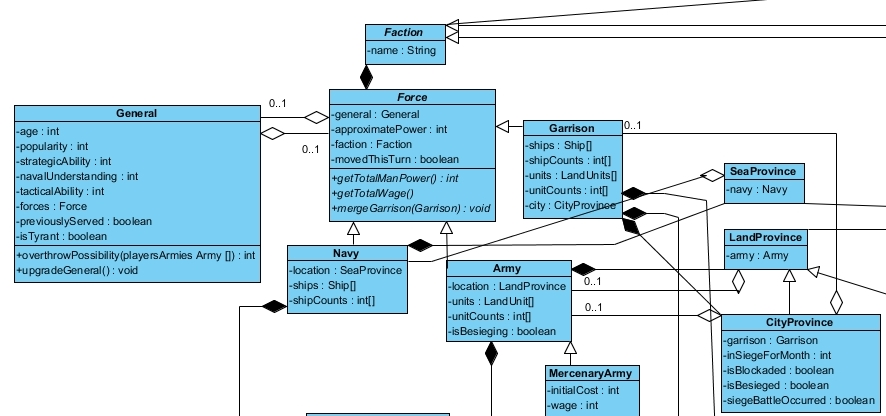 Faction
-name : String
Force
-general : General
-approximatePower : int
-faction : Faction
-movedThisTurn : boolean
+getTotalManPower() : int
+getTotalWage()
+mergeGarrison(Garrison) : void
0..1
0..1
General
-age : int
-popularity : int
-strategicAbility : int
-navalUnderstanding : int
-tacticalAbility : int
-forces : Force
-previouslyServed : boolean
-isTyrant : boolean
+overthrowPossibility(playersArmies Army []) : int
+upgradeGeneral() : void
Garrison
-ships : Ship[]
-shipCounts : int[]
-units : LandUnits[]
-unitCounts : int[]
-city : CityProvince
0..1
SeaProvince
-navy : Navy
LandProvince
-army : Army
Navy
-location : SeaProvince
-ships : Ship[]
-shipCounts : int[]
Army
-location : LandProvince
-units : LandUnit[]
-unitCounts : int[]
-isBesieging : boolean
0..1
0..1
CityProvince
-garrison : Garrison
-inSiegeForMonth : int
-isBlockaded : boolean
-isBesieged : boolean
-siegeBattleOccurred : boolean
MercenaryArmy
-initialCost : int
-wage : int